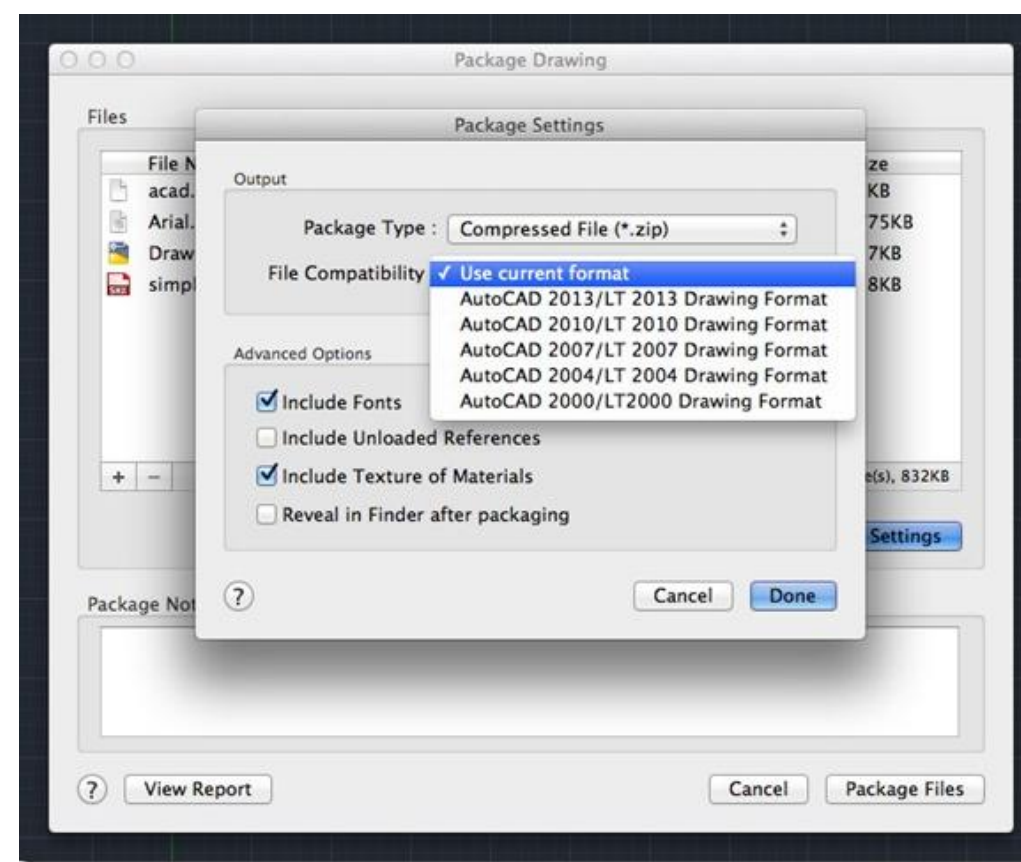 Package Drawing
Files
Package Settings
File N
ze
Output
acad.
KB
Arial.
Package Type : Compressed File (*.zip)
75KB
Draw
7KB
File Compatibility ✓ Use current format
simpl
8KB
AutoCAD 2013/LT 2013 Drawing Format
AutoCAD 2010/LT 2010 Drawing Format
AutoCAD 2007/LT 2007 Drawing Format
AutoCAD 2004/LT 2004 Drawing Format
AutoCAD 2000/LT2000 Drawing Format
Advanced Options
Include Fonts
Include Unloaded References
Include Texture of Materials
Reveal in Finder after packaging
+ −
e(s), 832KB
Settings
? Cancel Done
Package Not
? View Report Cancel Package Files